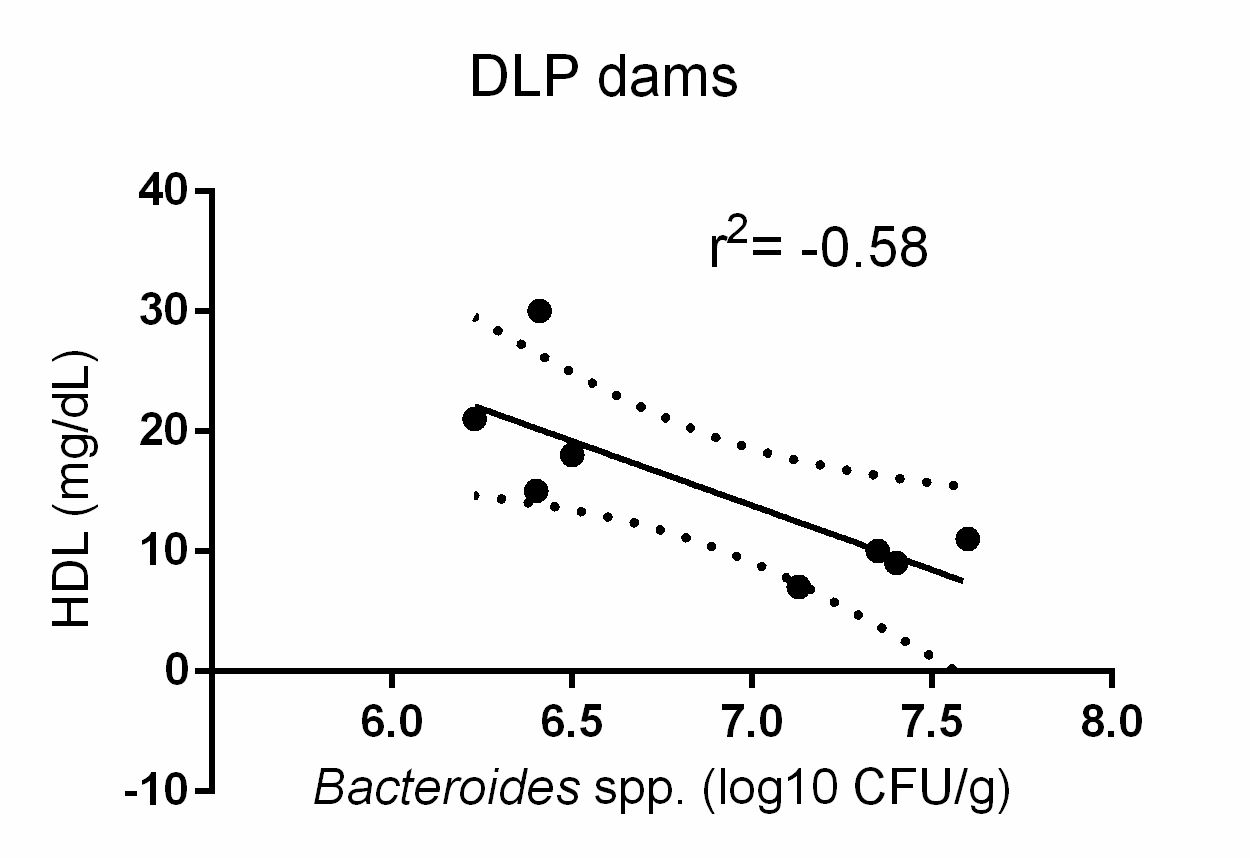 DLP dams
40
r²= -0.58
30
20
10
0
-10
HDL (mg/dL)
6.0 6.5 7.0 7.5 8.0
Bacteroides spp. (log10 CFU/g)